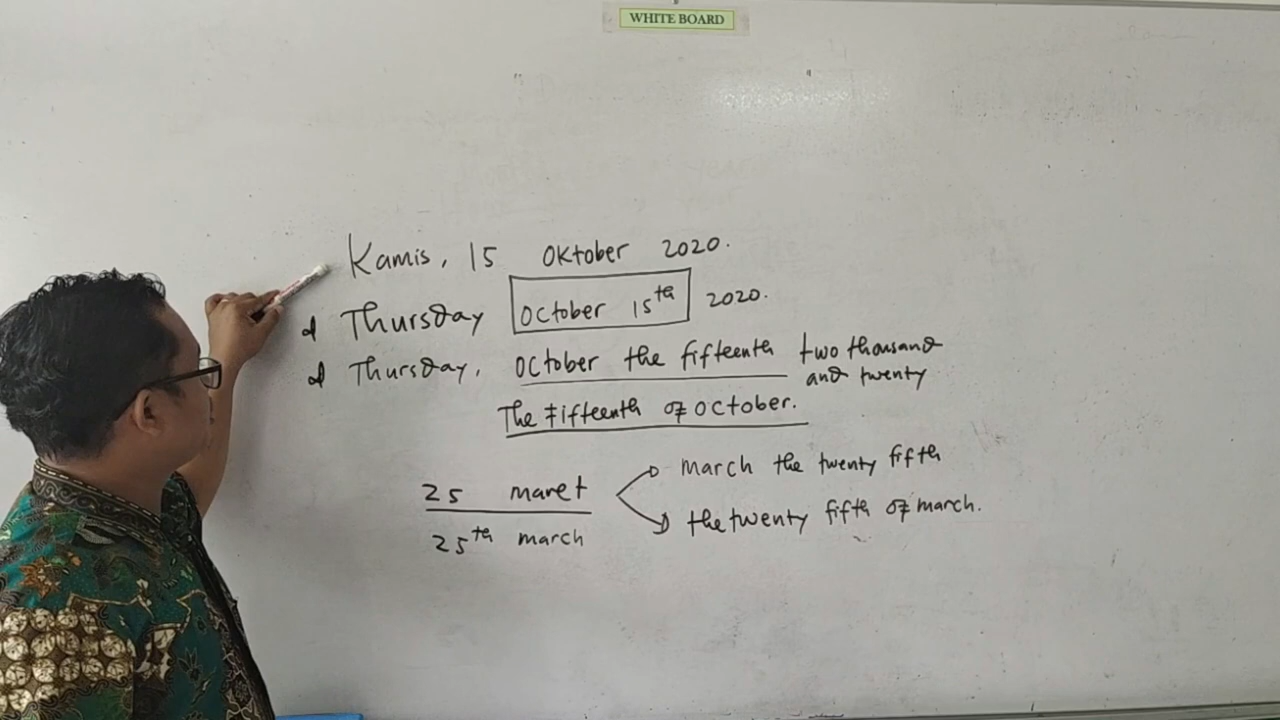 WHITE BOARD
Kamis, 15 Oktober 2020.
Thursday October 15th 2020.
Thursday, October the fifteenth two thousand
and twenty
The Fifteenth of October.
25 maret
25th march
march the twenty fifth
the twenty fifth of march.